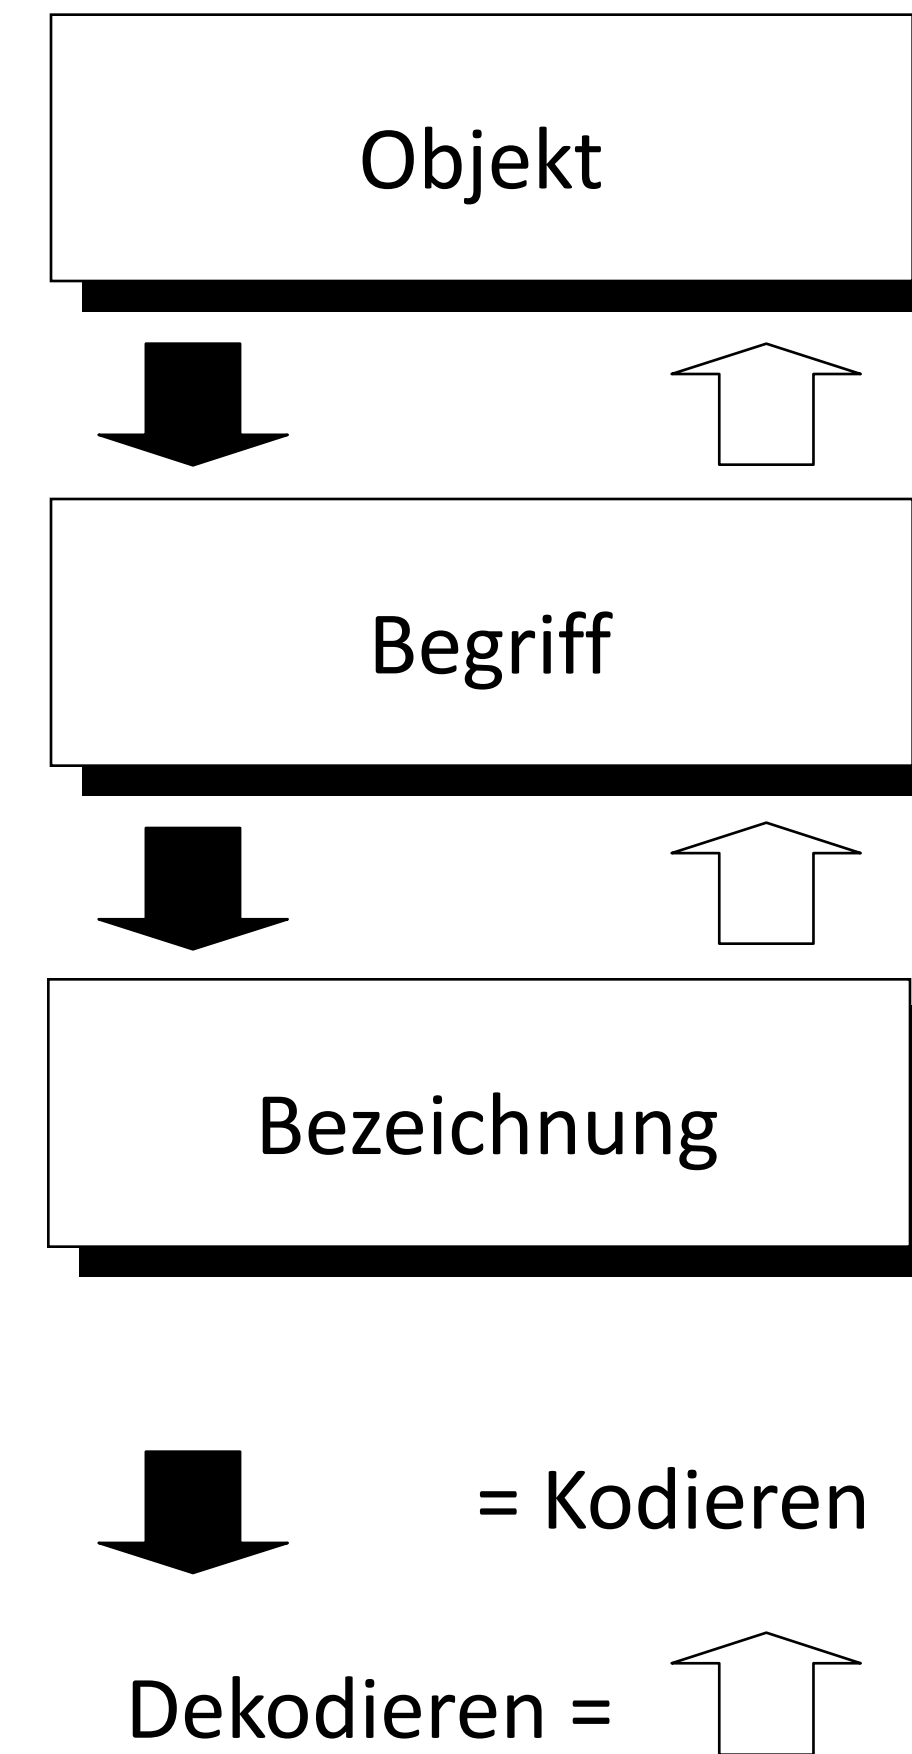 Objekt
Begriff
Bezeichnung
= Kodieren
Dekodieren =